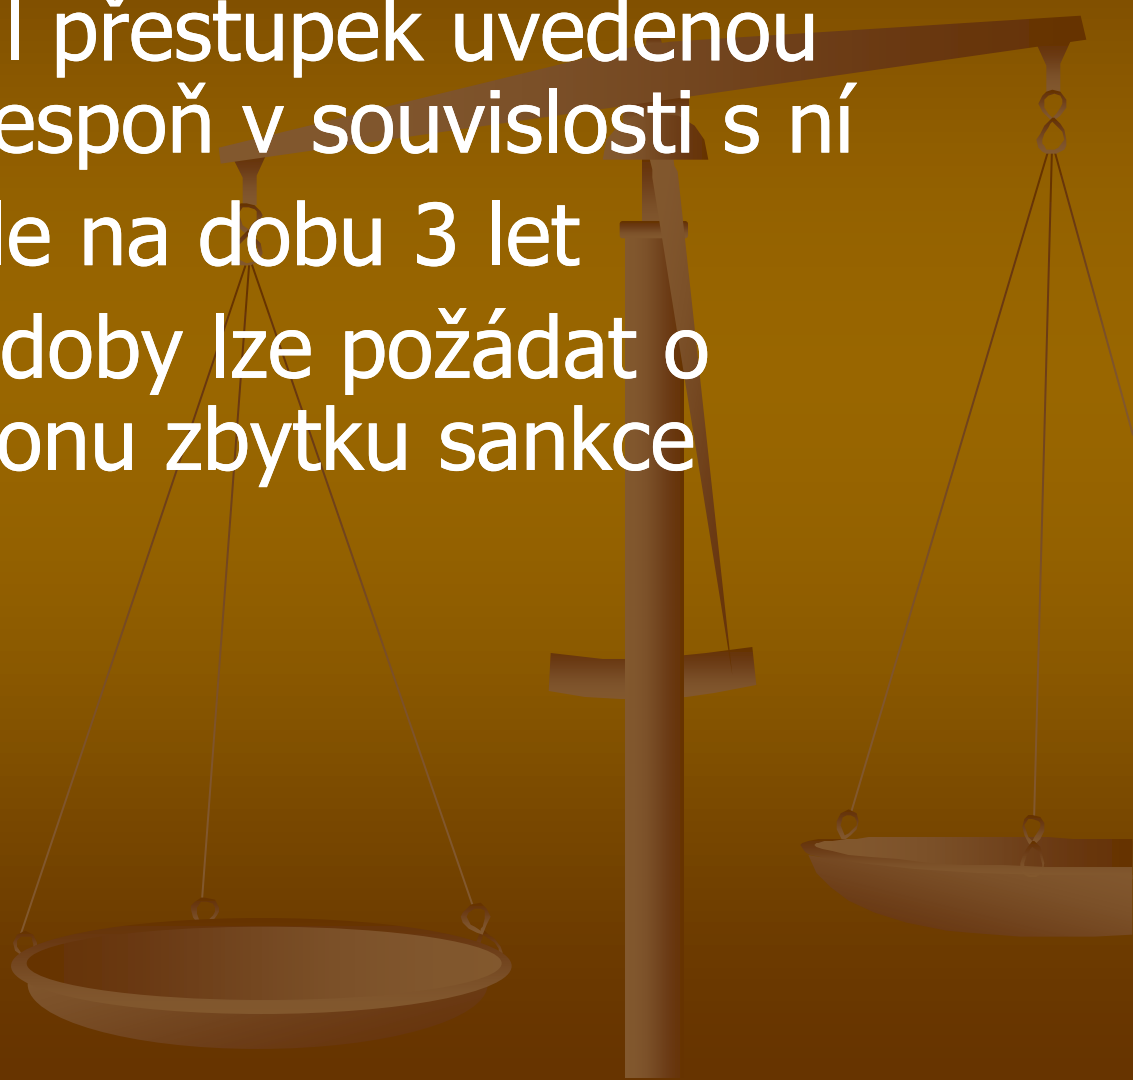 l přestupek uvedenou
espoň v souvislosti s ní
le na dobu 3 let
doby lze požádat o
onu zbytku sankce